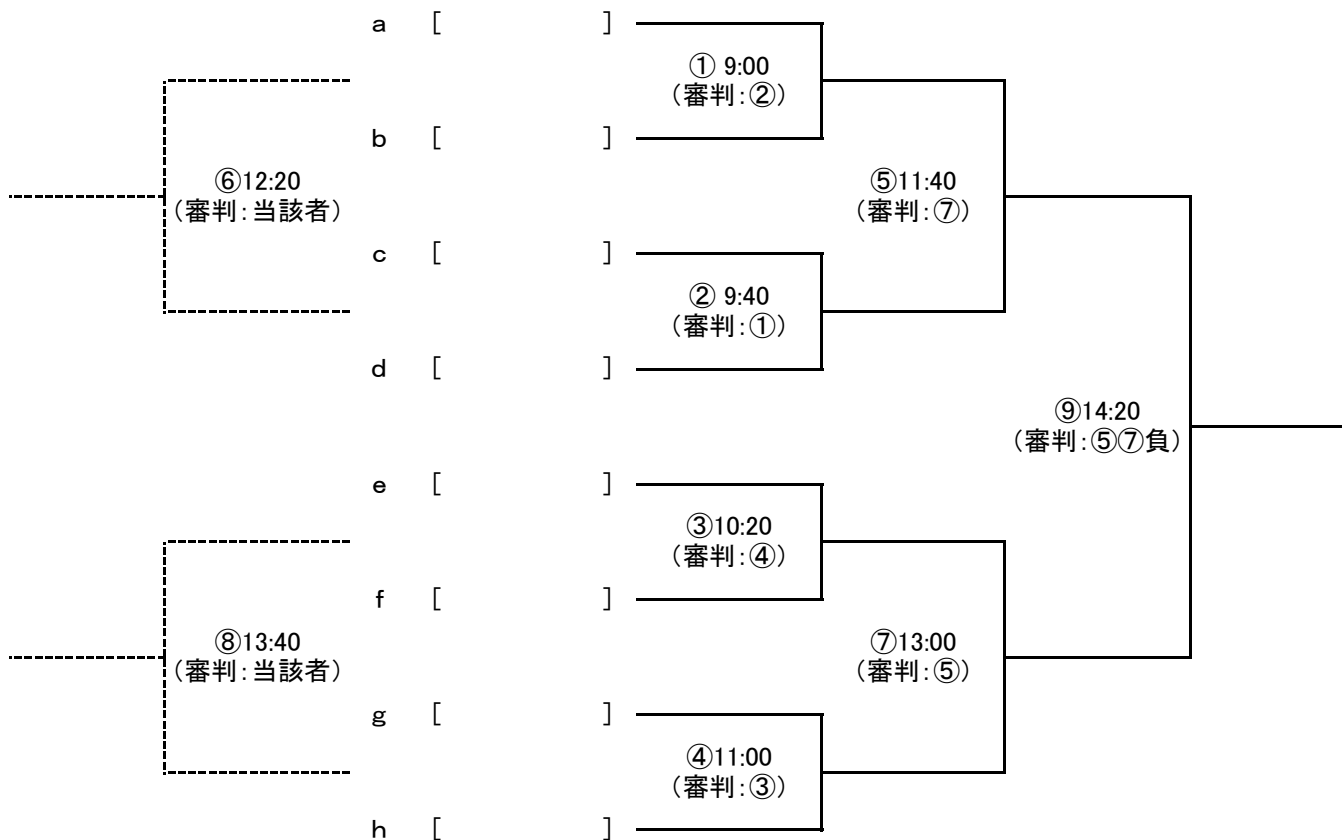 a [ ]
① 9:00
（審判：②）
b [ ]
⑥12:20
（審判：当該者）
⑤11:40
（審判：⑦）
c [ ]
② 9:40
（審判：①）
d [ ]
⑨14:20
（審判：⑤⑦負）
e [ ]
③10:20
（審判：④）
f [ ]
⑧13:40
（審判：当該者）
⑦13:00
（審判：⑤）
g [ ]
④11:00
（審判：③）
h [ ]